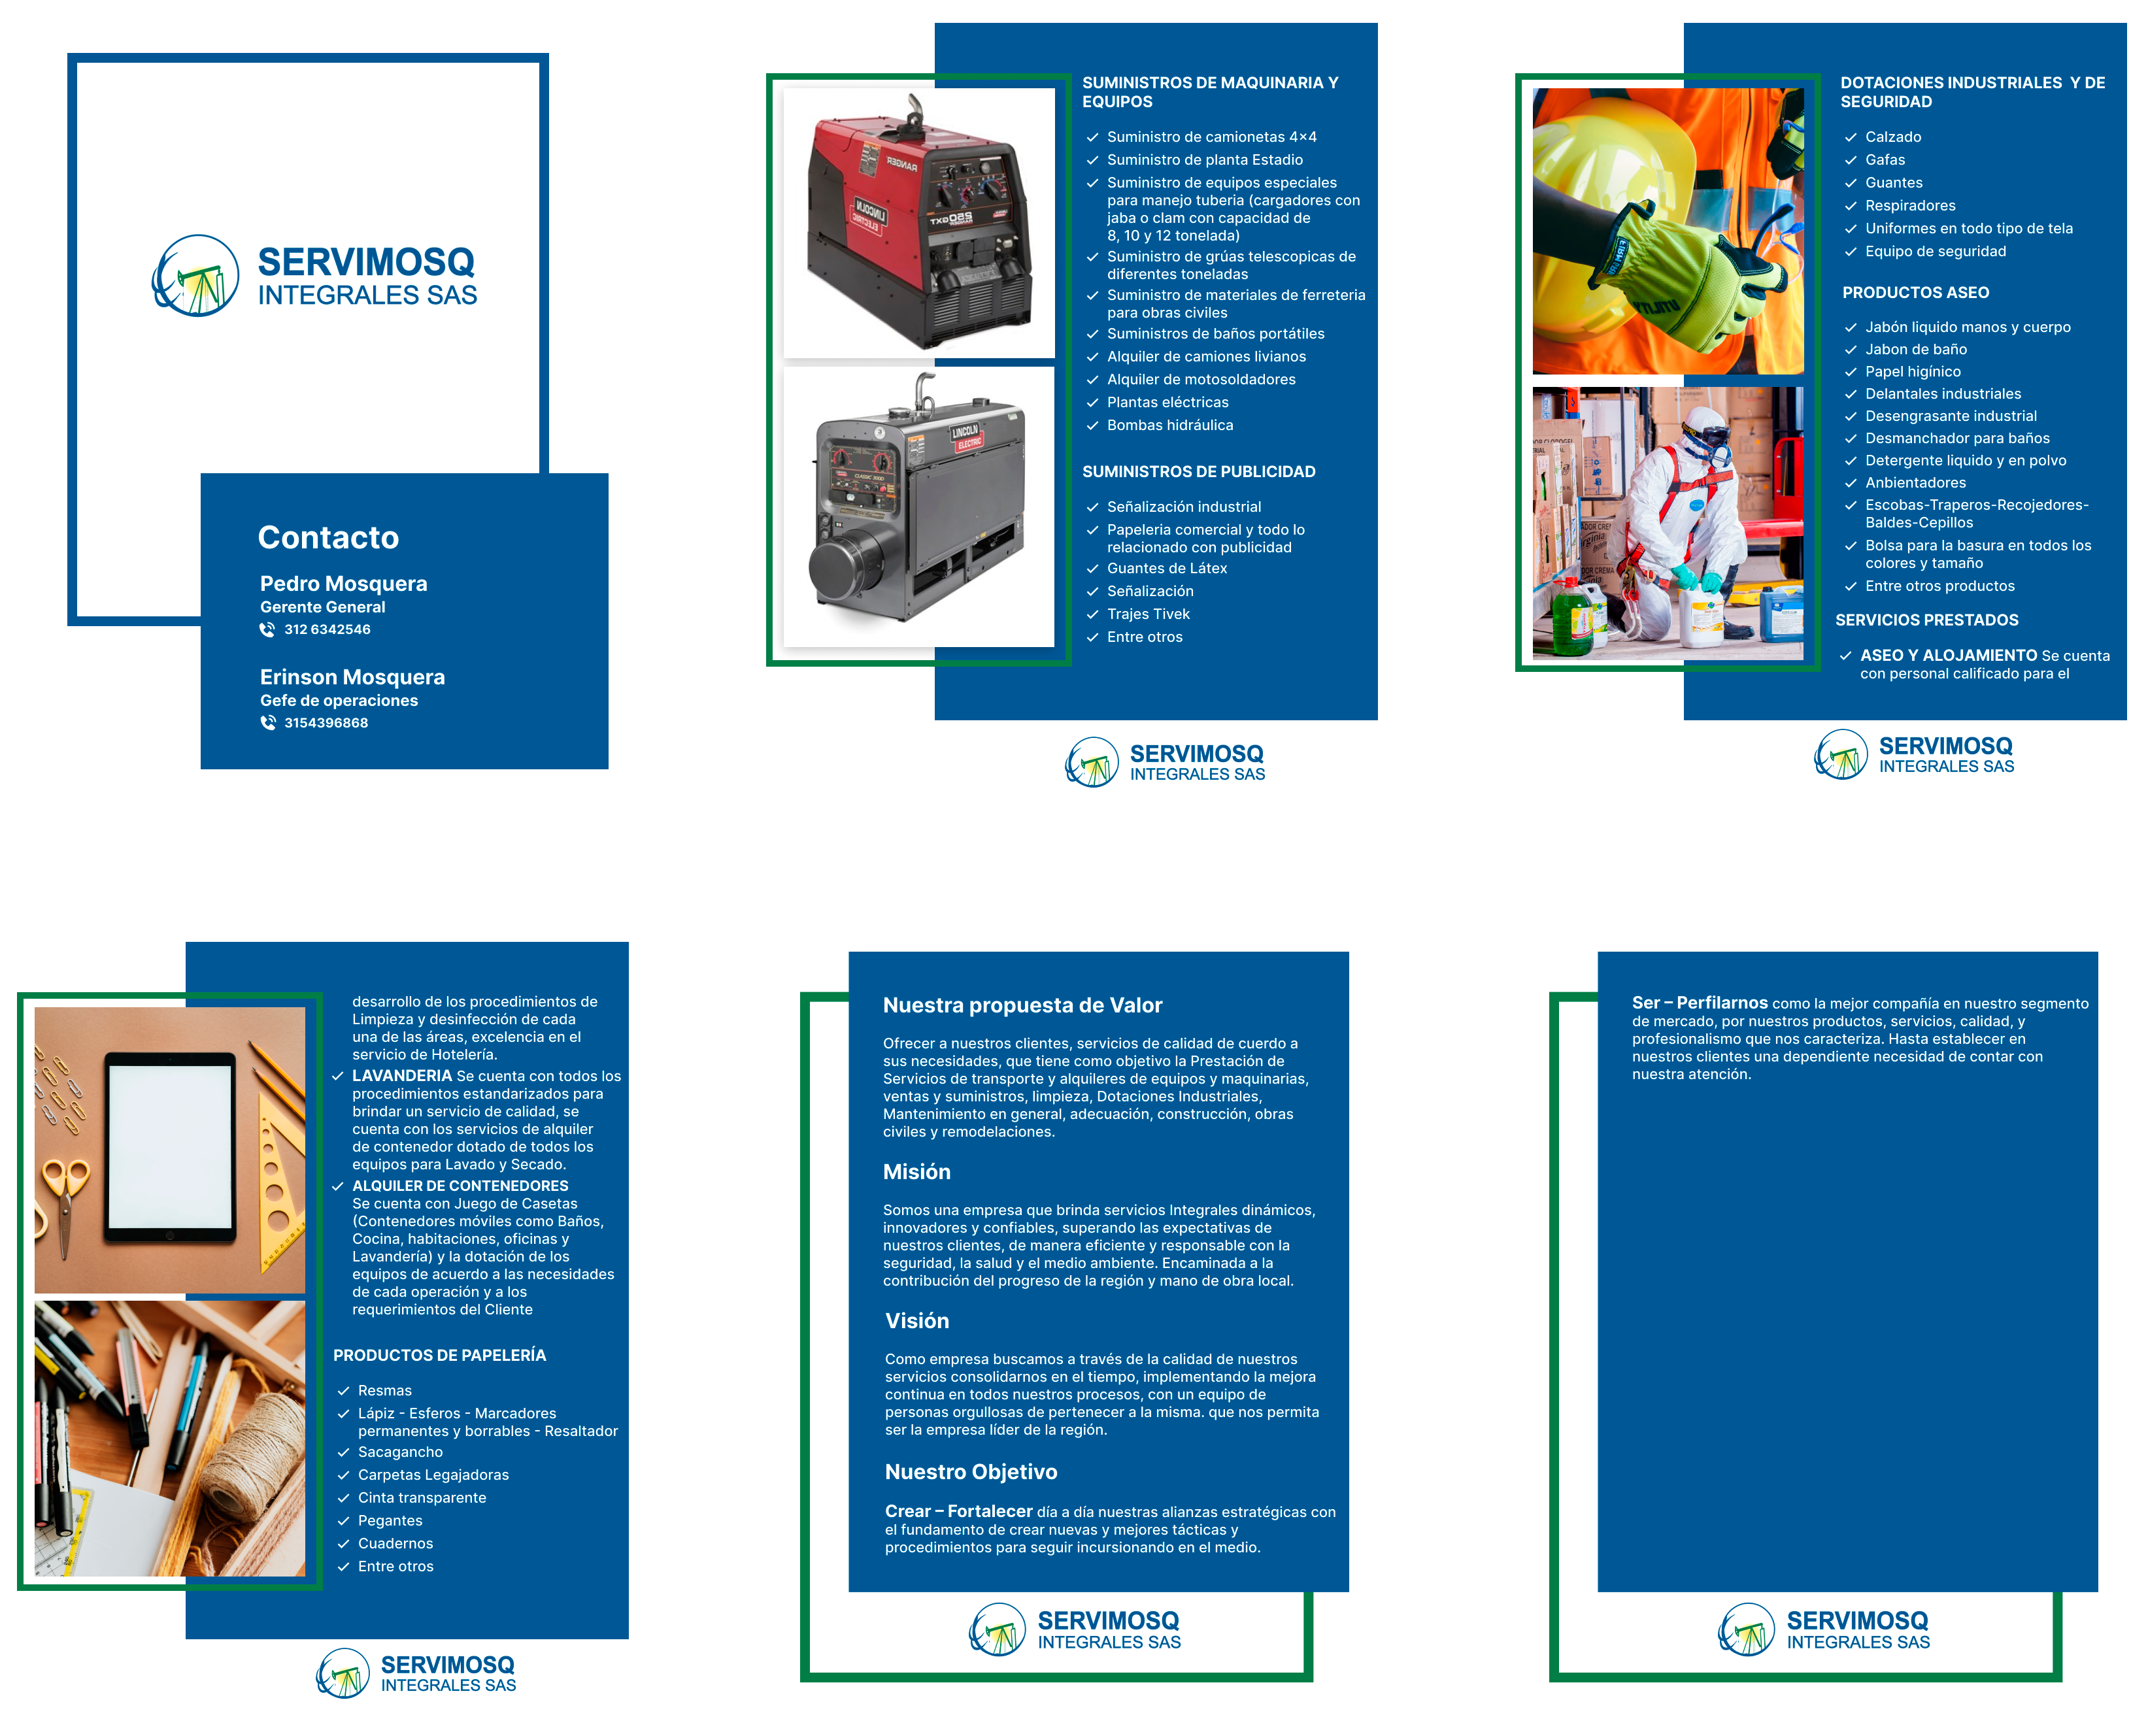 SERVIMOSQ
INTEGRALES SAS
Contacto
Pedro Mosquera
Gerente General
312 6342546
Erinson Mosquera
Gefe de operaciones
3154396868
RANGER
LINCOLN
ELECTRIC
250 GXT
LINCOLN
ELECTRIC
CLASSIC 300D
SUMINISTROS DE MAQUINARIA Y
EQUIPOS
Suministro de camionetas 4×4
Suministro de planta Estadio
Suministro de equipos especiales
para manejo tuberia (cargadores con
jaba o clam con capacidad de
8, 10 y 12 tonelada)
Suministro de grúas telescopicas de
diferentes toneladas
Suministro de materiales de ferreteria
para obras civiles
Suministros de baños portátiles
Alquiler de camiones livianos
Alquiler de motosoldadores
Plantas eléctricas
Bombas hidráulica
SUMINISTROS DE PUBLICIDAD
Señalización industrial
Papeleria comercial y todo lo
relacionado con publicidad
Guantes de Látex
Señalización
Trajes Tivek
Entre otros
SERVIMOSQ
INTEGRALES SAS
UTILITY
DOTACIONES INDUSTRIALES  Y DE
SEGURIDAD
Calzado
Gafas
Guantes
Respiradores
Uniformes en todo tipo de tela
Equipo de seguridad
PRODUCTOS ASEO
Jabón liquido manos y cuerpo
Jabon de baño
Papel higínico
Delantales industriales
Desengrasante industrial
Desmanchador para baños
Detergente liquido y en polvo
Anbientadores
Escobas-Traperos-Recojedores-
Baldes-Cepillos
Bolsa para la basura en todos los
colores y tamaño
Entre otros productos
SERVICIOS PRESTADOS
ASEO Y ALOJAMIENTO Se cuenta
con personal calificado para el
SERVIMOSQ
INTEGRALES SAS
desarrollo de los procedimientos de
Limpieza y desinfección de cada
una de las áreas, excelencia en el
servicio de Hotelería.
LAVANDERIA Se cuenta con todos los
procedimientos estandarizados para
brindar un servicio de calidad, se
cuenta con los servicios de alquiler
de contenedor dotado de todos los
equipos para Lavado y Secado.
ALQUILER DE CONTENEDORES
Se cuenta con Juego de Casetas
(Contenedores móviles como Baños,
Cocina, habitaciones, oficinas y
Lavandería) y la dotación de los
equipos de acuerdo a las necesidades
de cada operación y a los
requerimientos del Cliente
PRODUCTOS DE PAPELERÍA
Resmas
Lápiz - Esferos - Marcadores
permanentes y borrables - Resaltador
Sacagancho
Carpetas Legajadoras
Cinta transparente
Pegantes
Cuadernos
Entre otros
SERVIMOSQ
INTEGRALES SAS
Nuestra propuesta de Valor
Ofrecer a nuestros clientes, servicios de calidad de cuerdo a
sus necesidades, que tiene como objetivo la Prestación de
Servicios de transporte y alquileres de equipos y maquinarias,
ventas y suministros, limpieza, Dotaciones Industriales,
Mantenimiento en general, adecuación, construcción, obras
civiles y remodelaciones.
Misión
Somos una empresa que brinda servicios Integrales dinámicos,
innovadores y confiables, superando las expectativas de
nuestros clientes, de manera eficiente y responsable con la
seguridad, la salud y el medio ambiente. Encaminada a la
contribución del progreso de la región y mano de obra local.
Visión
Como empresa buscamos a través de la calidad de nuestros
servicios consolidarnos en el tiempo, implementando la mejora
continua en todos nuestros procesos, con un equipo de
personas orgullosas de pertenecer a la misma. que nos permita
ser la empresa líder de la región.
Nuestro Objetivo
Crear – Fortalecer día a día nuestras alianzas estratégicas con
el fundamento de crear nuevas y mejores tácticas y
procedimientos para seguir incursionando en el medio.
SERVIMOSQ
INTEGRALES SAS
Ser – Perfilarnos como la mejor compañía en nuestro segmento
de mercado, por nuestros productos, servicios, calidad, y
profesionalismo que nos caracteriza. Hasta establecer en
nuestros clientes una dependiente necesidad de contar con
nuestra atención.
SERVIMOSQ
INTEGRALES SAS